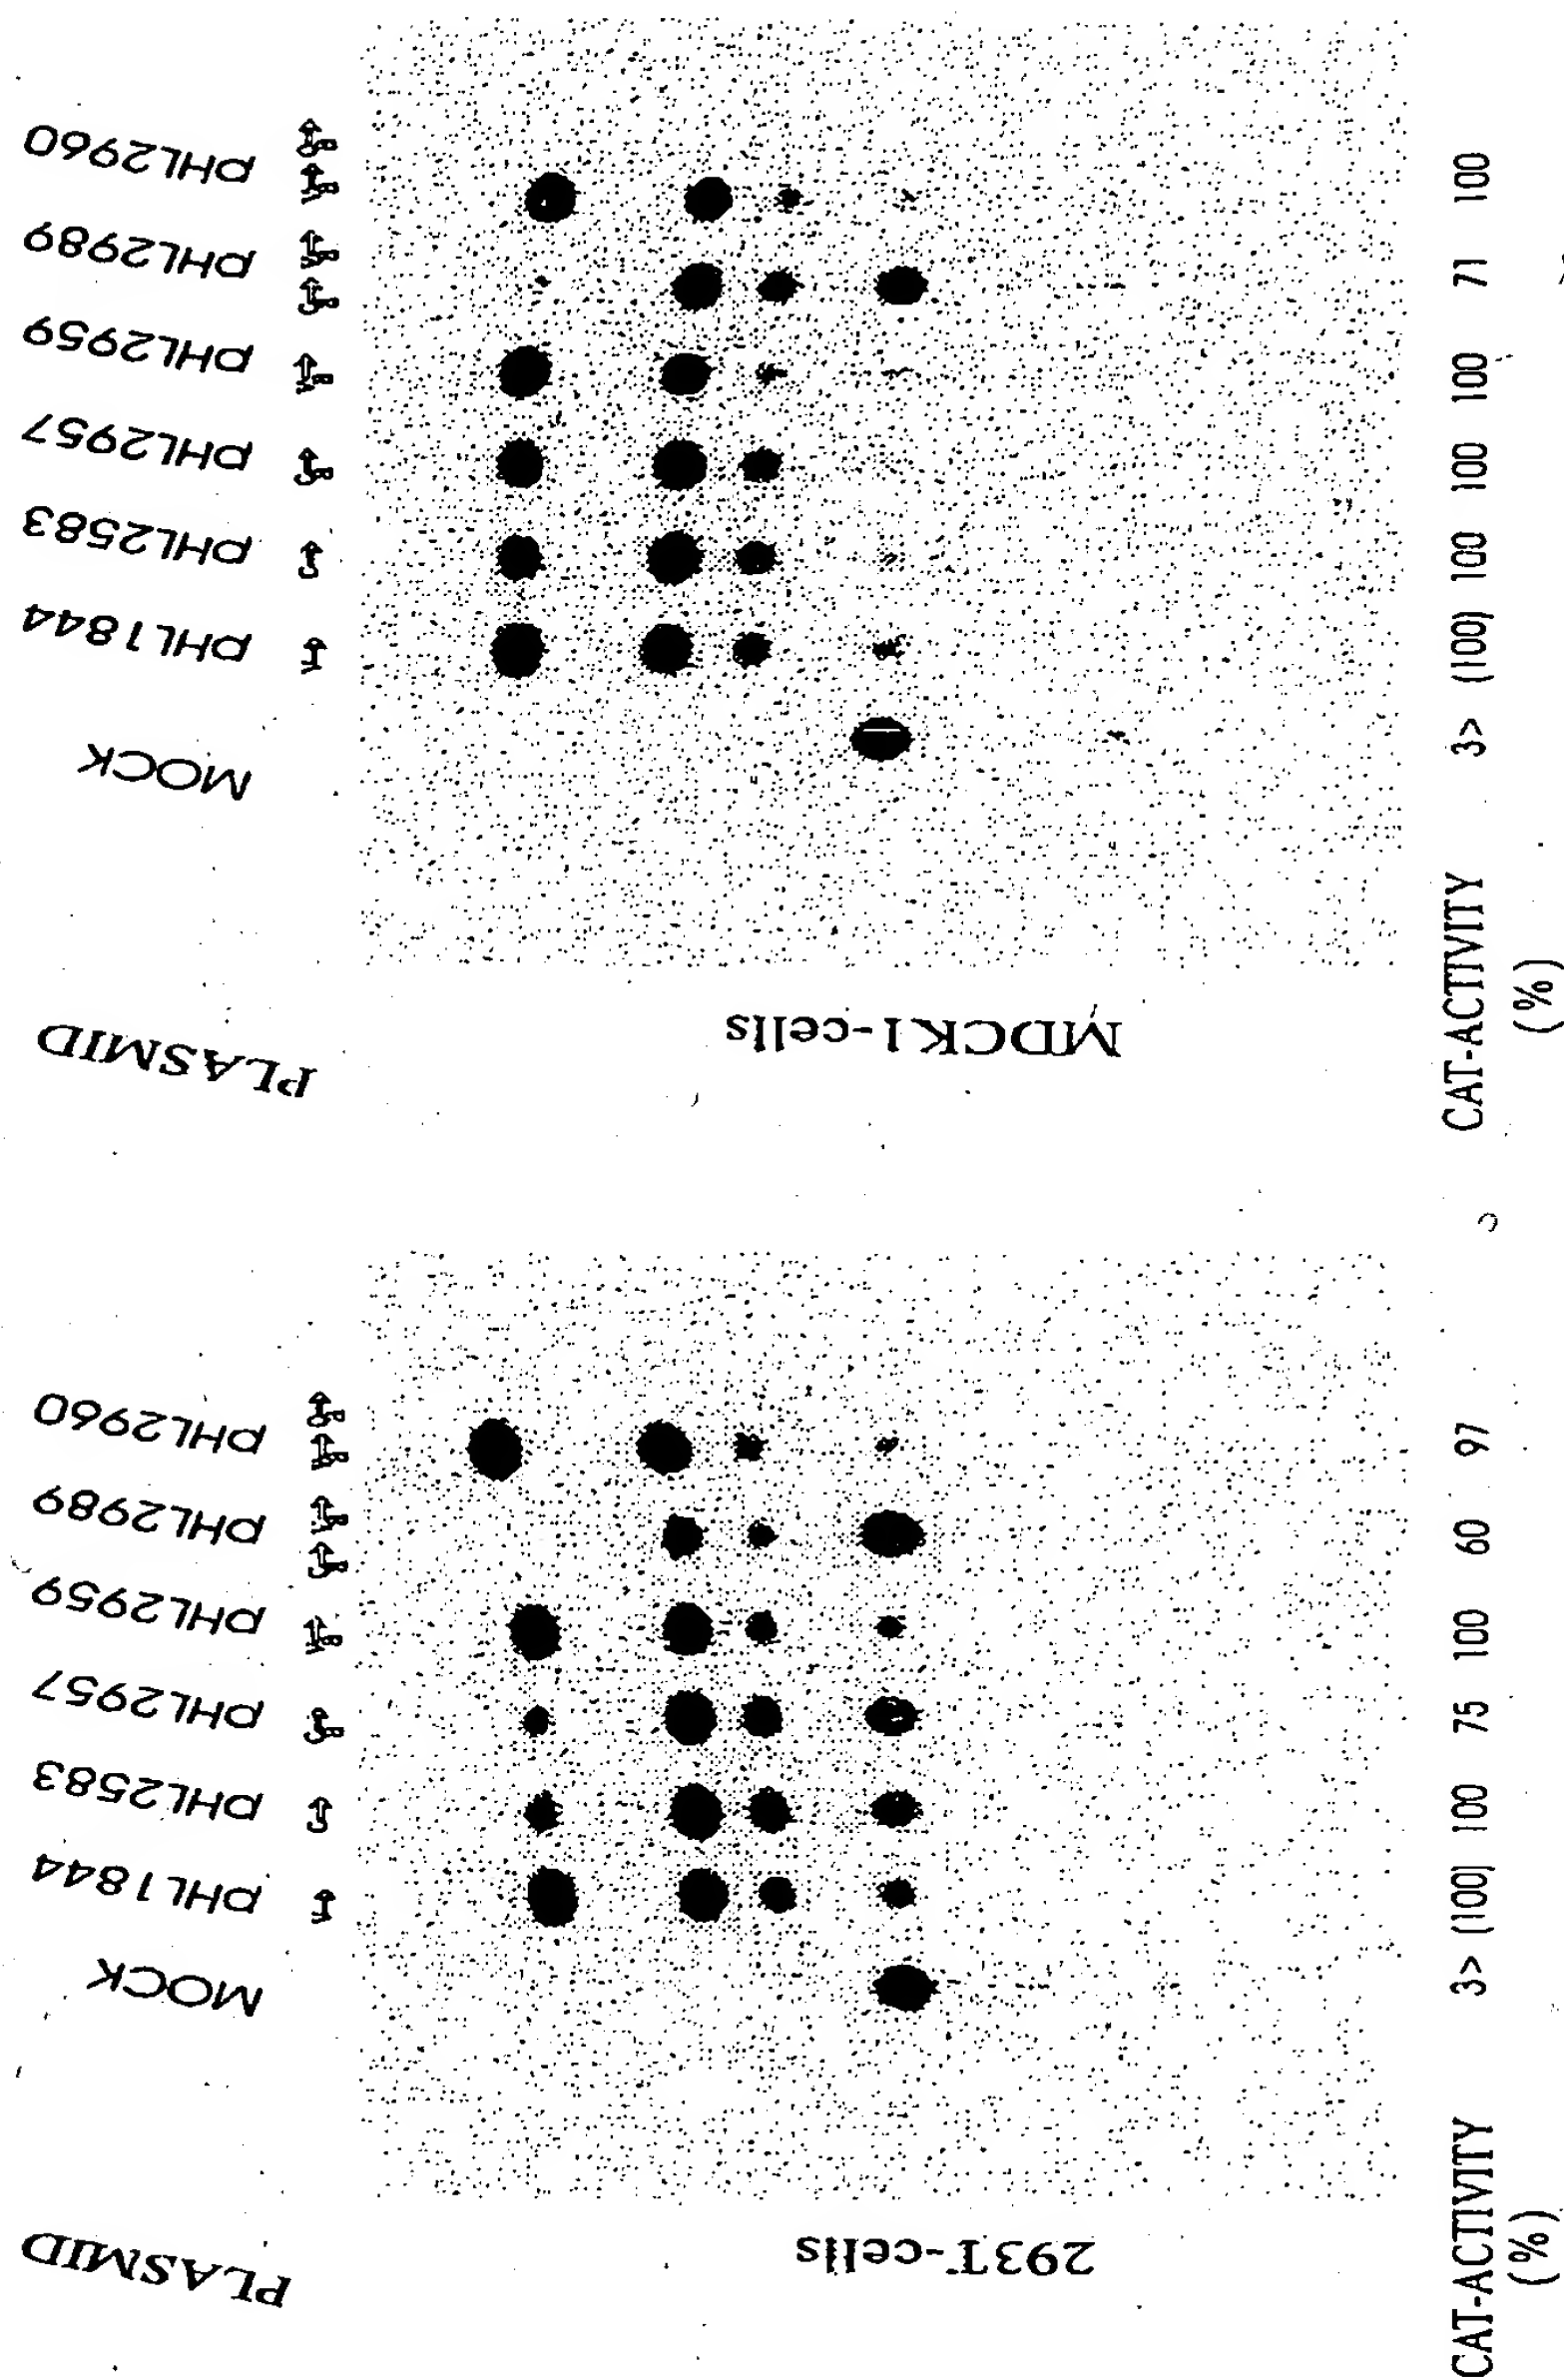 PLASMID
MOCK
pHL1844
pHL2583
pHL2957
pHL2959
pHL2989
pHL2960
293T-cells
CAT-ACTIVITY
(%)
3> (100) 100 75 100 60 97
PLASMID
MOCK
pHL1844
pHL2583
pHL2957
pHL2959
pHL2989
pHL2960
MDCK1-cells
CAT-ACTIVITY
(%)
3> (100) 100 100 100 71 100